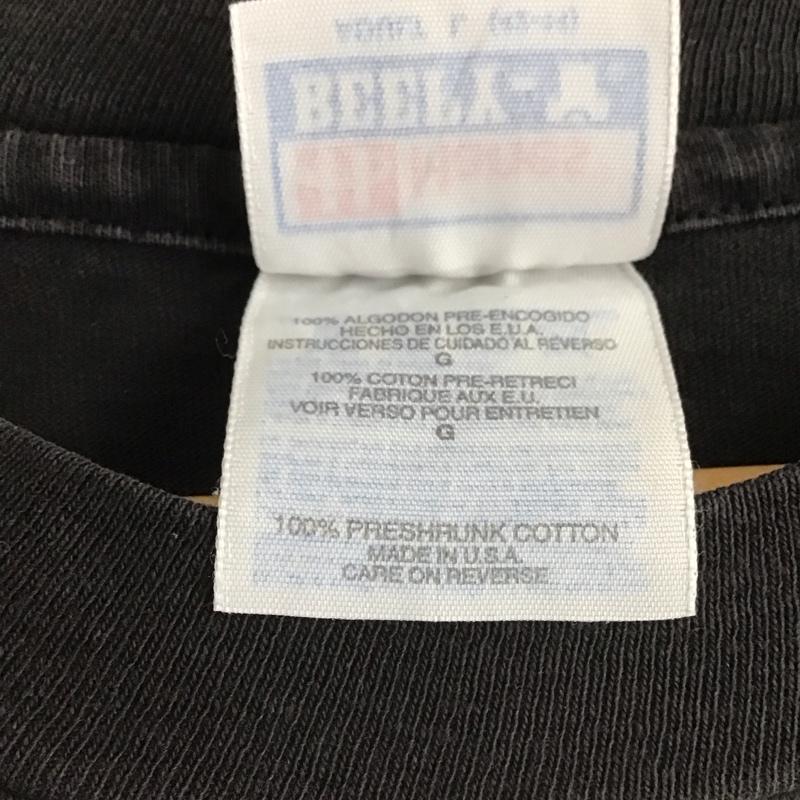 100% ALGODON PRE-ENCOGIDO
HECHO EN LOS E.U.A.
INSTRUCCIONES DE CUIDADO AL REVERSO
G
100% COTON PRE-RETRECI
FABRIQUE AUX E.U.
VOIR VERSO POUR ENTRETIEN
G
100% PRESHRUNK COTTON
MADE IN U.S.A.
CARE ON REVERSE